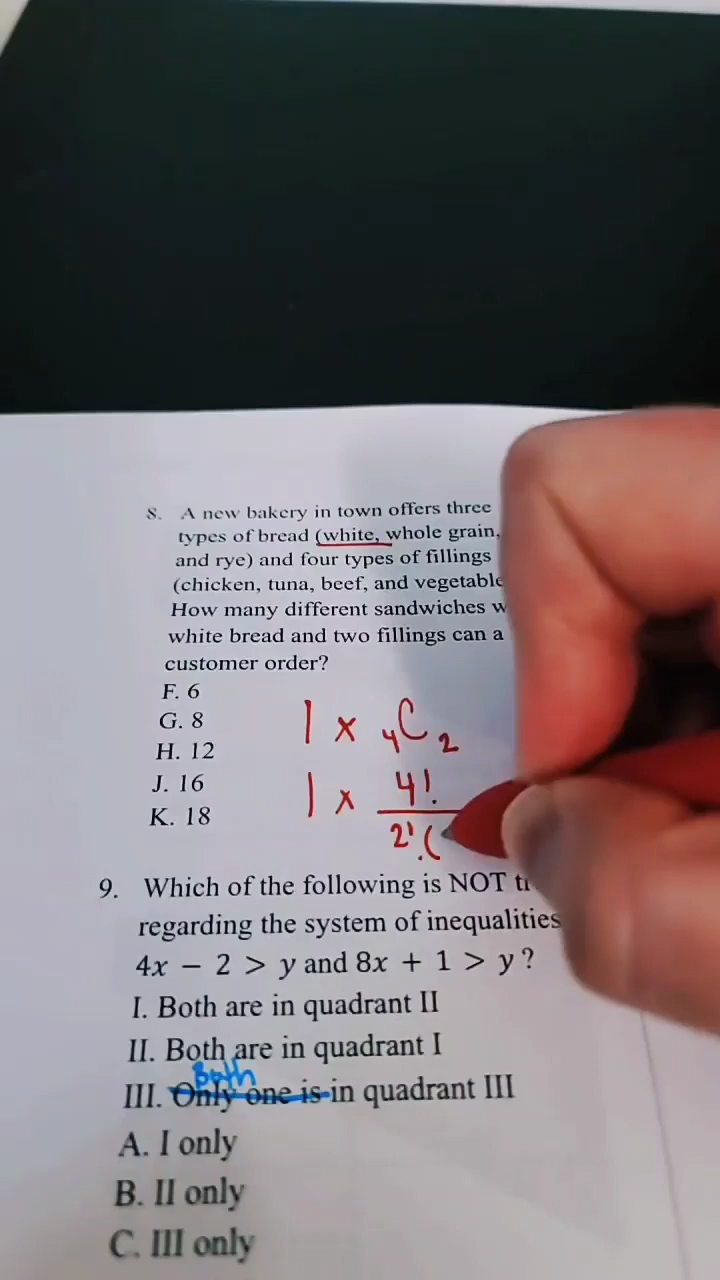 8. A new bakery in town offers three
types of bread (white, whole grain,
and rye) and four types of fillings
(chicken, tuna, beef, and vegetable
How many different sandwiches w
white bread and two fillings can a
customer order?
F. 6
G. 8
H. 12
J. 16
K. 18
1 x 4C2
1 x 4!
2!(
9. Which of the following is NOT
regarding the system of inequalities
4x − 2 > y and 8x + 1 > y?
I. Both are in quadrant II
II. Both are in quadrant I
Both
III. Only one is in quadrant III
A. I only
B. II only
C. III only